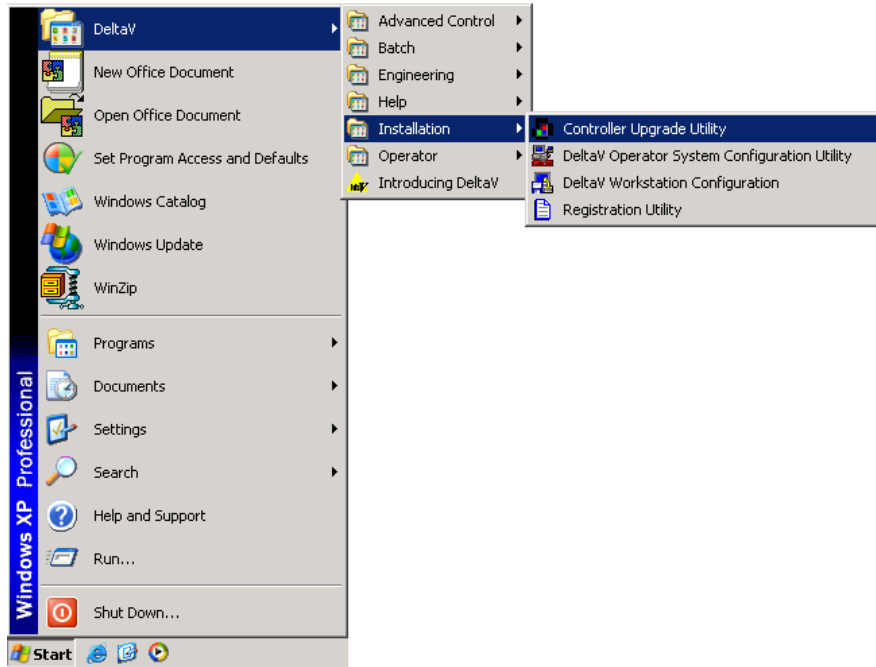 DeltaV
New Office Document
Open Office Document
Set Program Access and Defaults
Windows Catalog
Windows Update
WinZip
Programs
Documents
Settings
Search
Help and Support
Run...
Shut Down...
Windows XP Professional
Start
Advanced Control
Batch
Engineering
Help
Installation
Operator
Introducing DeltaV
Controller Upgrade Utility
DeltaV Operator System Configuration Utility
DeltaV Workstation Configuration
Registration Utility